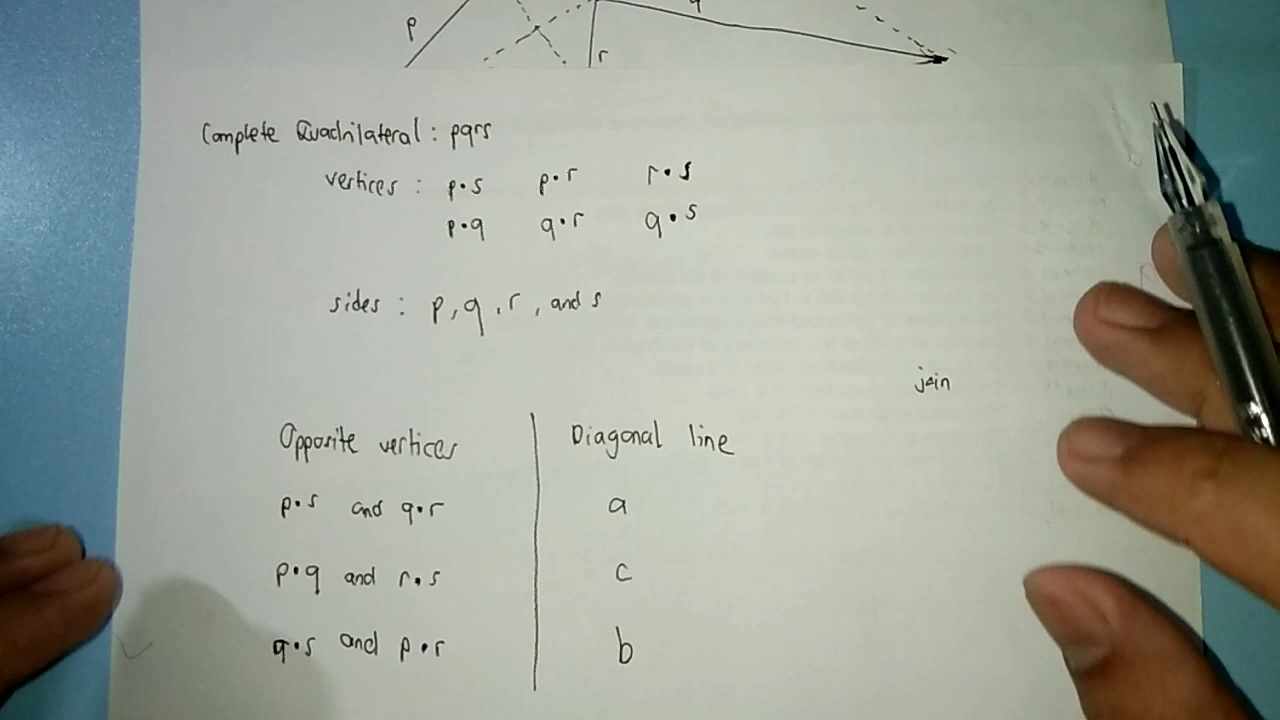 p q
r
Complete Quadrilateral : pqrs
vertices : p•s p•r r•s
p•q q•r q•s
sides : p, q, r, and s
join
Opposite vertices Diagonal line
p•s and q•r a
p•q and r•s c
q•s and p•r b